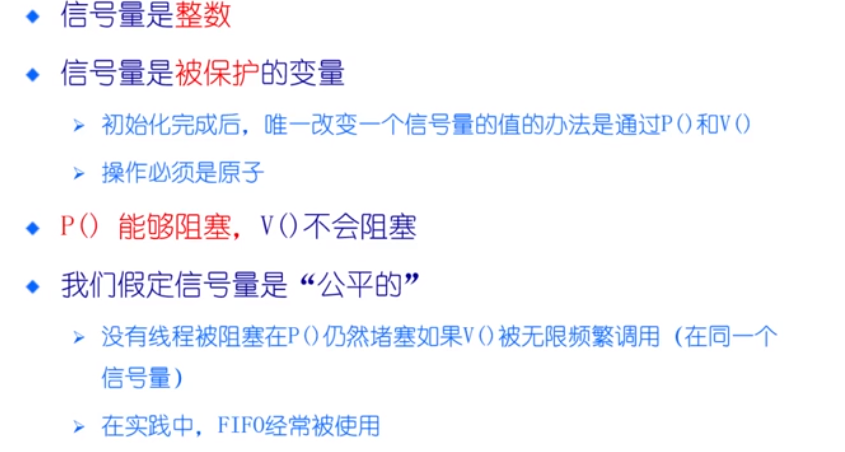 信号量是整数
信号量是被保护的变量
初始化完成后，唯一改变一个信号量的值的办法是通过P()和V()
操作必须是原子
P() 能够阻塞，V()不会阻塞
我们假定信号量是“公平的”
没有线程被阻塞在P()仍然堵塞如果V()被无限频繁调用（在同一个
信号量）
在实践中，FIFO经常被使用